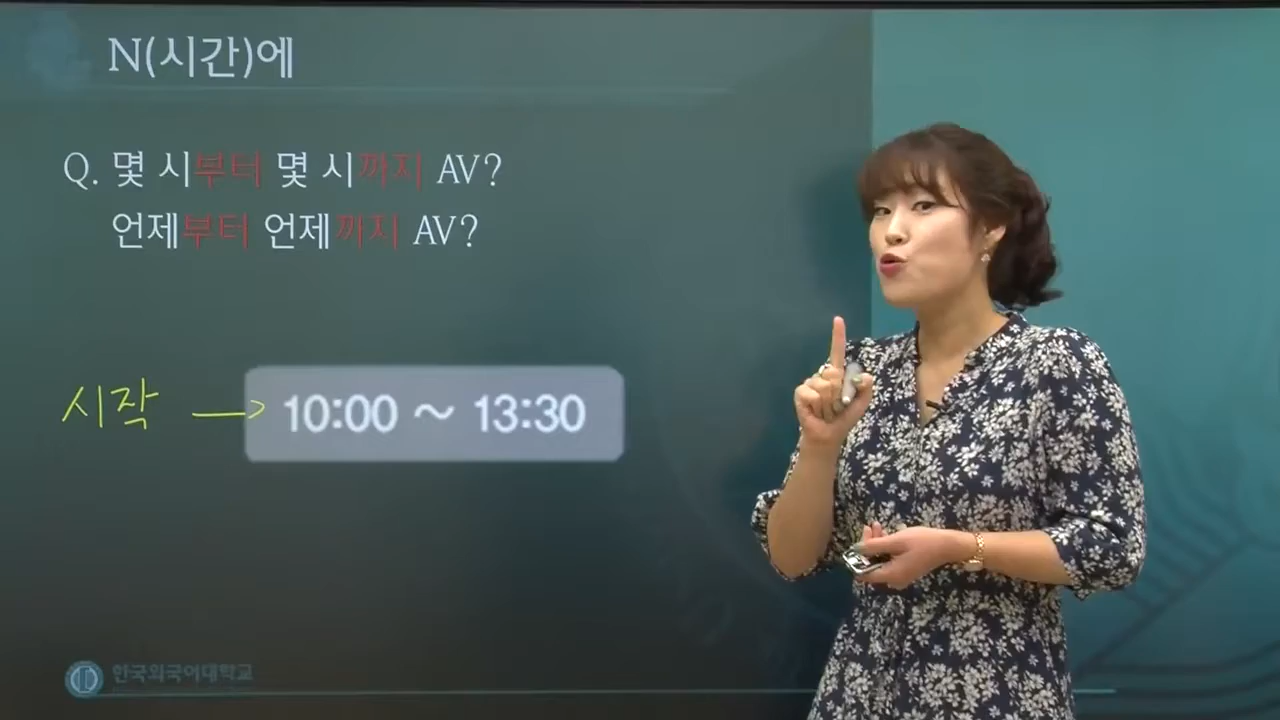 N(시간)에
Q. 몇 시부터 몇 시까지 AV?
언제부터 언제까지 AV?
시작 → 10:00 ~ 13:30
한국외국어대학교